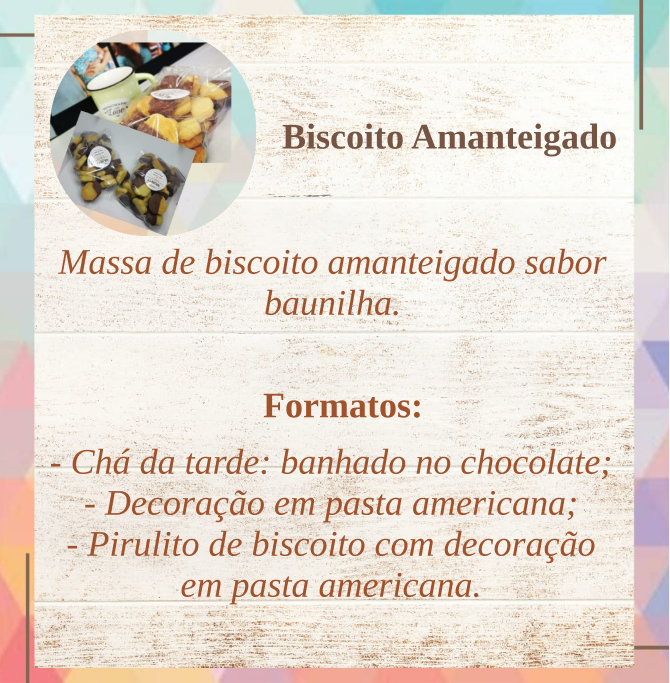 Biscoito Amanteigado
Massa de biscoito amanteigado sabor
baunilha.
Formatos:
- Chá da tarde: banhado no chocolate;
- Decoração em pasta americana;
- Pirulito de biscoito com decoração
em pasta americana.